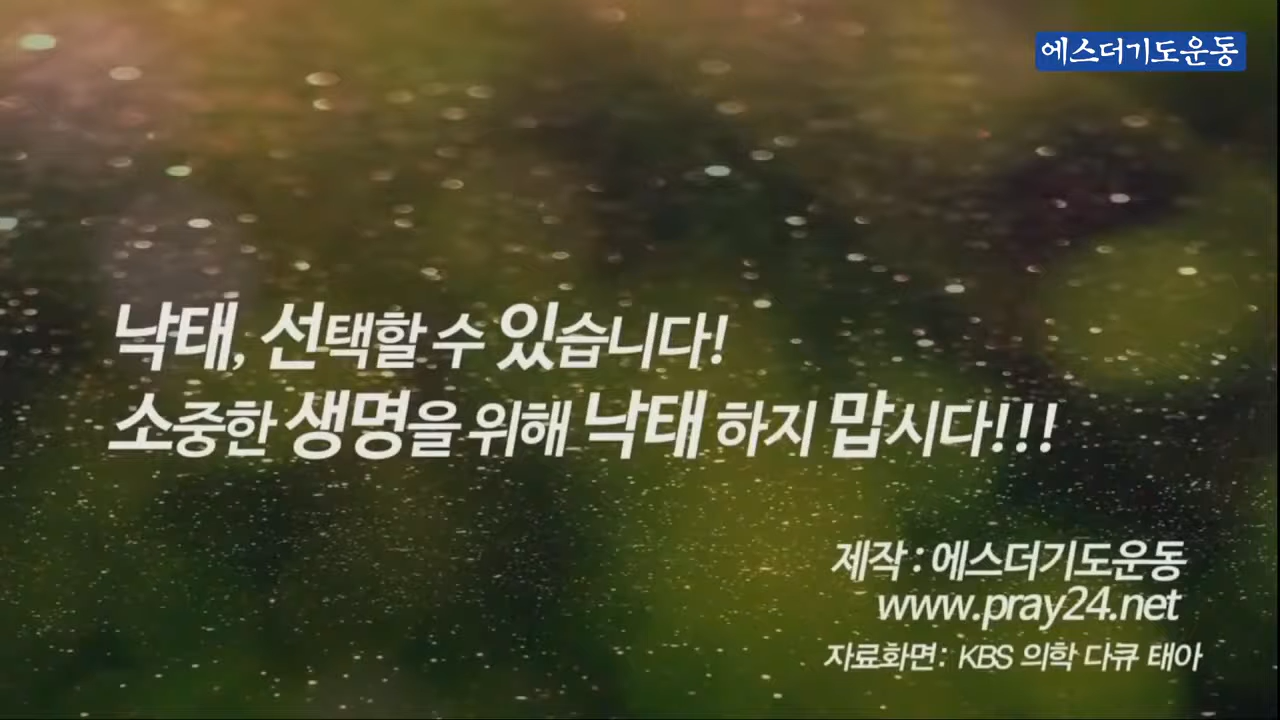 에스더기도운동
낙태, 선택할 수 있습니다!
소중한 생명을 위해 낙태 하지 맙시다!!!
제작 : 에스더기도운동
www.pray24.net
자료화면: KBS 의학 다큐 태아